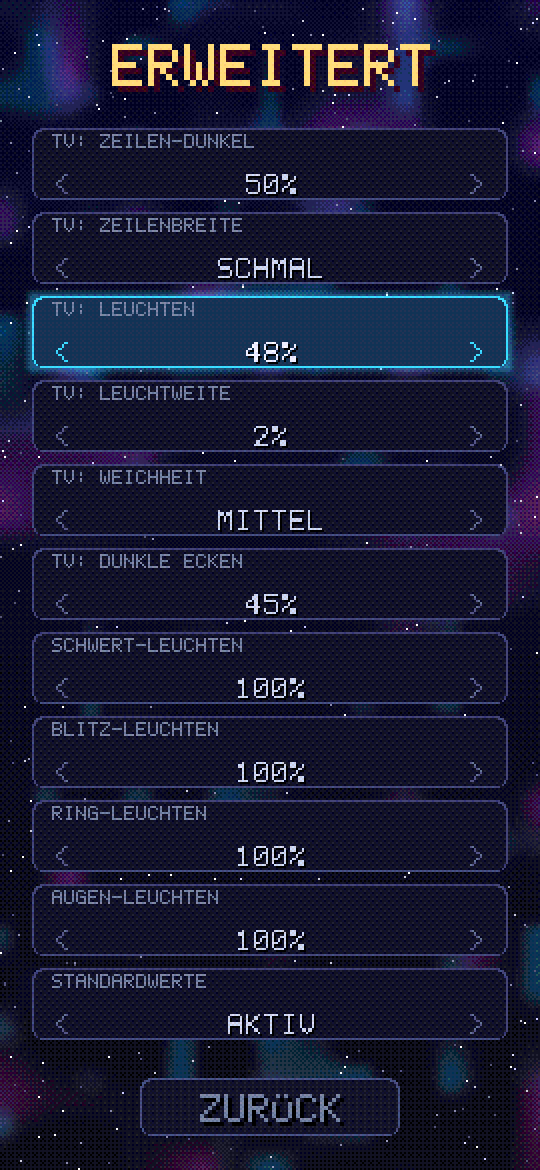 ERWEITERT
TV: ZEILEN-DUNKEL
< 50% >
TV: ZEILENBREITE
< SCHMAL >
TV: LEUCHTEN
< 48% >
TV: LEUCHTWEITE
< 2% >
TV: WEICHHEIT
< MITTEL >
TV: DUNKLE ECKEN
< 45% >
SCHWERT-LEUCHTEN
< 100% >
BLITZ-LEUCHTEN
< 100% >
RING-LEUCHTEN
< 100% >
AUGEN-LEUCHTEN
< 100% >
STANDARDWERTE
< AKTIV >
ZURüCK